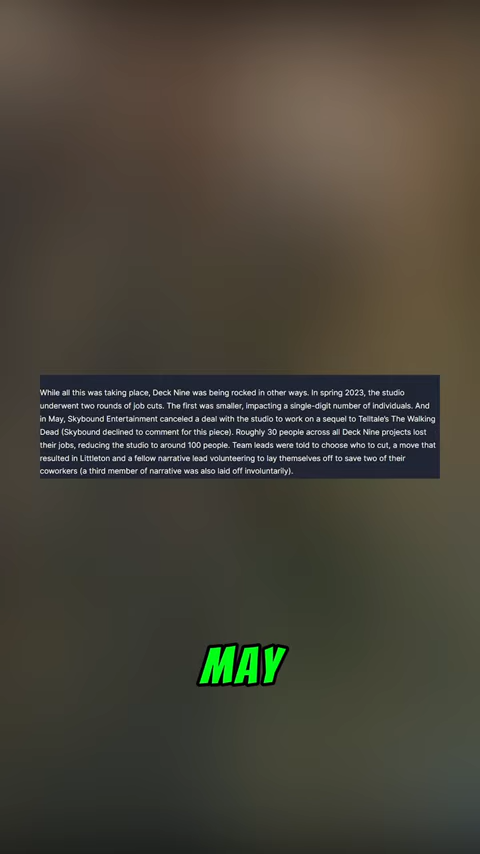 While all this was taking place, Deck Nine was being rocked in other ways. In spring 2023, the studio
underwent two rounds of job cuts. The first was smaller, impacting a single-digit number of individuals. And
in May, Skybound Entertainment canceled a deal with the studio to work on a sequel to Telltale's The Walking
Dead (Skybound declined to comment for this piece). Roughly 30 people across all Deck Nine projects lost
their jobs, reducing the studio to around 100 people. Team leads were told to choose who to cut, a move that
resulted in Littleton and a fellow narrative lead volunteering to lay themselves off to save two of their
coworkers (a third member of narrative was also laid off involuntarily).
MAY